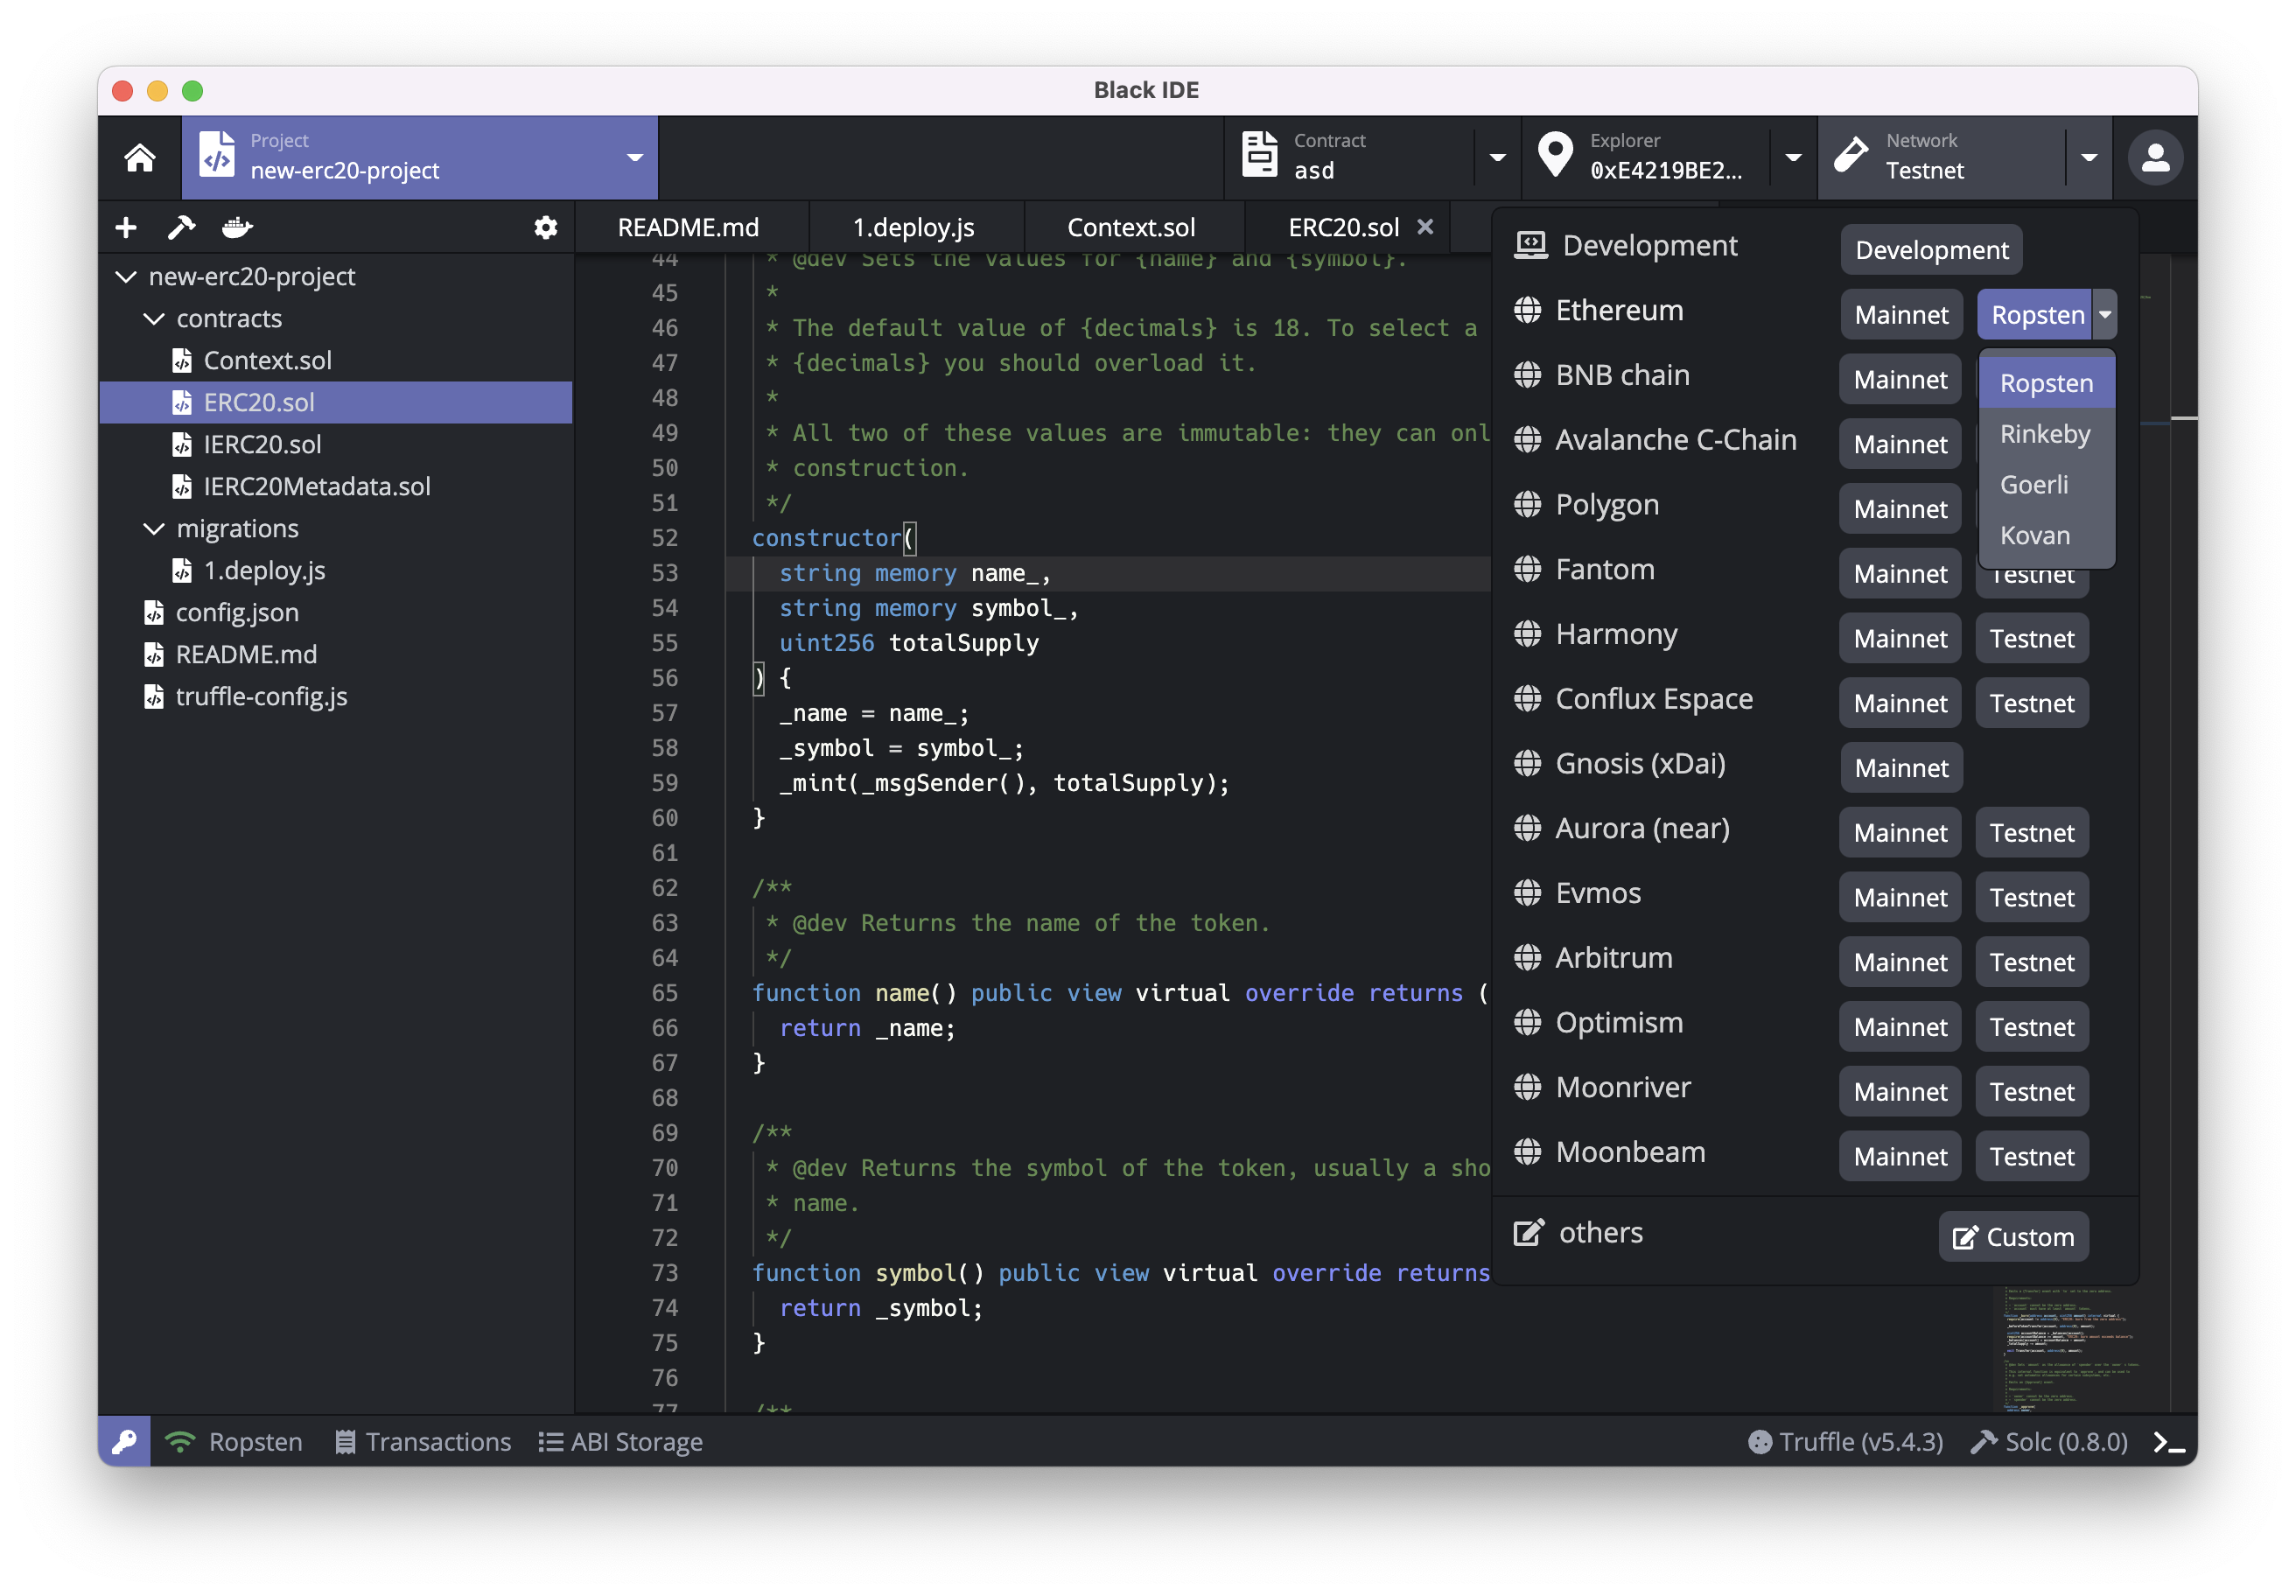 Black IDE
Project
new-erc20-project
Contract
asd
Explorer
0xE4219BE2...
Network
Testnet
README.md
1.deploy.js
Context.sol
ERC20.sol
new-erc20-project
contracts
Context.sol
ERC20.sol
IERC20.sol
IERC20Metadata.sol
migrations
1.deploy.js
config.json
README.md
truffle-config.js
44 * @dev Sets the values for {name} and {symbol}.
45 *
46 * The default value of {decimals} is 18. To select a
47 * {decimals} you should overload it.
48 *
49 * All two of these values are immutable: they can onl
50 * construction.
51 */
52 constructor(
53 string memory name_,
54 string memory symbol_,
55 uint256 totalSupply
56 ) {
57 _name = name_;
58 _symbol = symbol_;
59 _mint(_msgSender(), totalSupply);
60 }
61
62 /**
63 * @dev Returns the name of the token.
64 */
65 function name() public view virtual override returns (
66 return _name;
67 }
68
69 /**
70 * @dev Returns the symbol of the token, usually a sho
71 * name.
72 */
73 function symbol() public view virtual override returns
74 return _symbol;
75 }
76
77 /**
Development Development
Ethereum Mainnet Ropsten
BNB chain Mainnet
Avalanche C-Chain Mainnet
Polygon Mainnet
Ropsten
Rinkeby
Goerli
Kovan
Fantom Mainnet Testnet
Harmony Mainnet Testnet
Conflux Espace Mainnet Testnet
Gnosis (xDai) Mainnet
Aurora (near) Mainnet Testnet
Evmos Mainnet Testnet
Arbitrum Mainnet Testnet
Optimism Mainnet Testnet
Moonriver Mainnet Testnet
Moonbeam Mainnet Testnet
others Custom
Ropsten Transactions ABI Storage Truffle (v5.4.3) Solc (0.8.0)